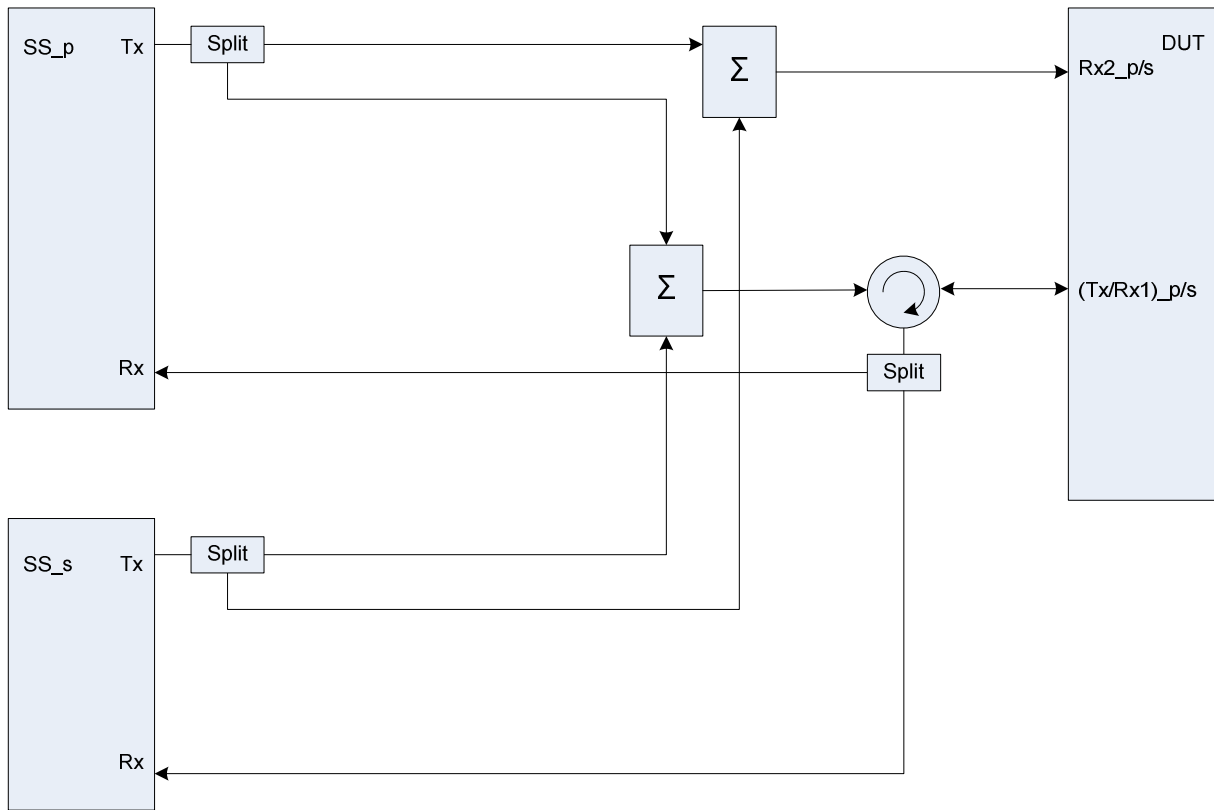 SS_p Tx
Split
Σ
DUT
Rx2_p/s
Σ
(Tx/Rx1)_p/s
Rx
Split
SS_s Tx
Split
Rx